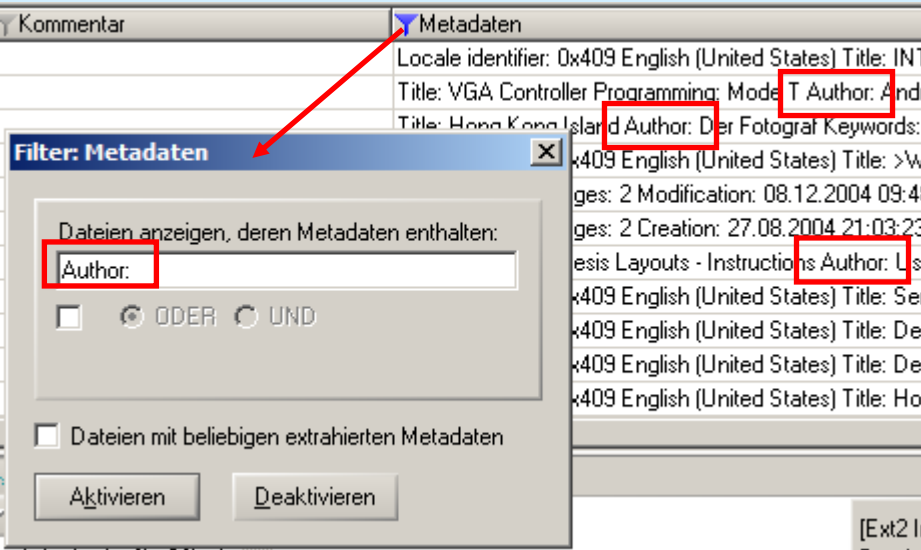 Kommentar Metadaten
Locale identifier: 0x409 English (United States) Title: INT
Title: VGA Controller Programming: Mode T Author: And
Title: Hong Kong Island Author: Der Fotograf Keywords:
Filter: Metadaten
x409 English (United States) Title: >W
ges: 2 Modification: 08.12.2004 09:4
Dateien anzeigen, deren Metadaten enthalten:
ges: 2 Creation: 27.08.2004 21:03:23
Author:
esis Layouts - Instructions Author: Lis
x409 English (United States) Title: Se
ODER UND
x409 English (United States) Title: De
x409 English (United States) Title: De
x409 English (United States) Title: Ho
Dateien mit beliebigen extrahierten Metadaten
Aktivieren Deaktivieren
[Ext2